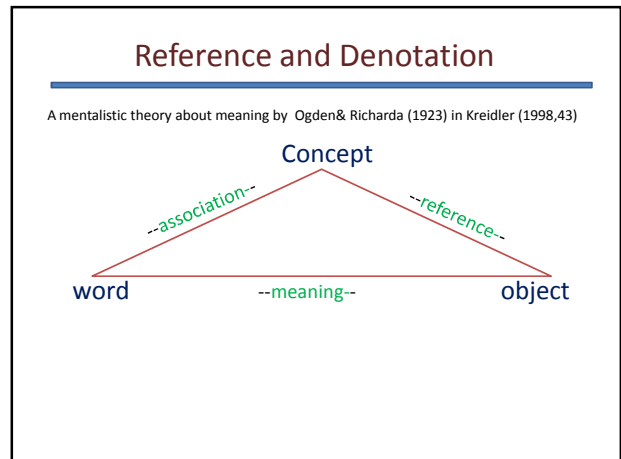 Reference and Denotation
A mentalistic theory about meaning by Ogden& Richarda (1923) in Kreidler (1998,43)
Concept
--association--
--reference--
word
--meaning--
object